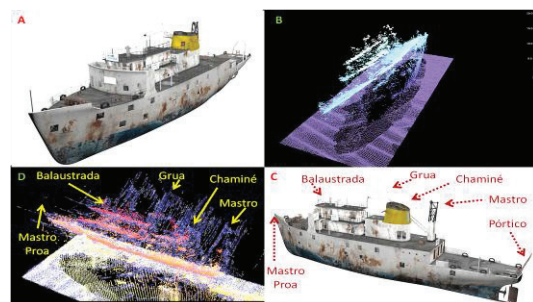 A
B
D
Balaustrada
Grua
Chaminé
Mastro
Mastro
Proa
C
Balaustrada
Grua
Chaminé
Mastro
Pórtico
Mastro
Proa